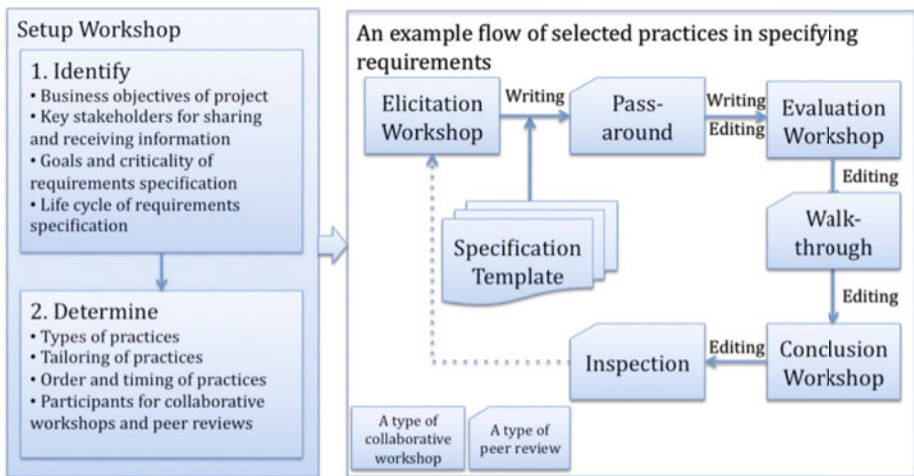 Setup Workshop
1. Identify
• Business objectives of project
• Key stakeholders for sharing
and receiving information
• Goals and criticality of
requirements specification
• Life cycle of requirements
specification
2. Determine
• Types of practices
• Tailoring of practices
• Order and timing of practices
• Participants for collaborative
workshops and peer reviews
An example flow of selected practices in specifying
requirements
Elicitation
Workshop
Writing
Pass-
around
Writing
Editing
Evaluation
Workshop
Editing
Walk-
through
Editing
Conclusion
Workshop
Editing
Inspection
Specification
Template
A type of
collaborative
workshop
A type of
peer review